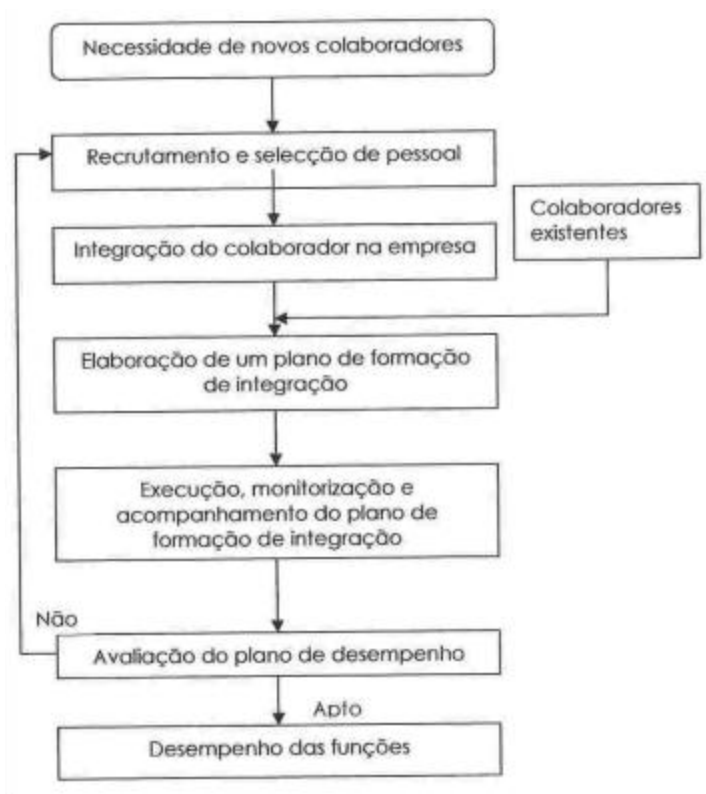 Necessidade de novos colaboradores
Recrutamento e selecção de pessoal
Colaboradores
existentes
Integração do colaborador na empresa
Elaboração de um plano de formação
de integração
Execução, monitorização e
acompanhamento do plano de
formação de integração
Não
Avaliação do plano de desempenho
Apto
Desempenho das funções